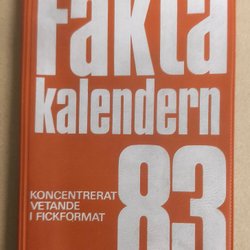 Fakta
kalendern
83
KONCENTRERAT
VETANDE
I FICKFORMAT